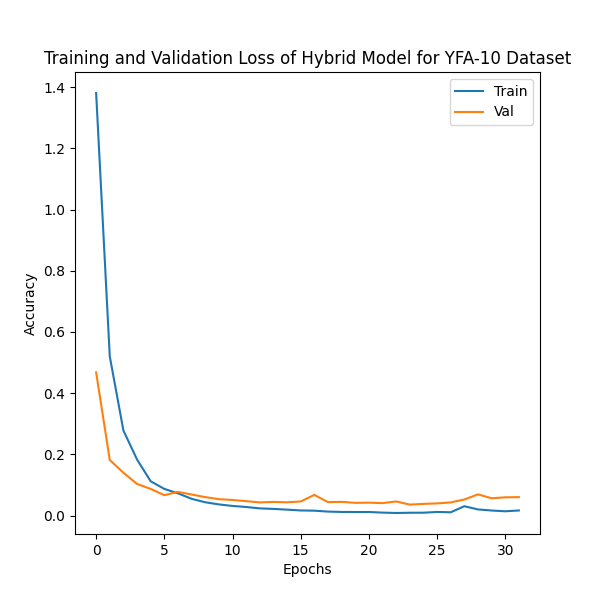 Training and Validation Loss of Hybrid Model for YFA-10 Dataset
Train
Val
Accuracy
1.4
1.2
1.0
0.8
0.6
0.4
0.2
0.0
0 5 10 15 20 25 30
Epochs